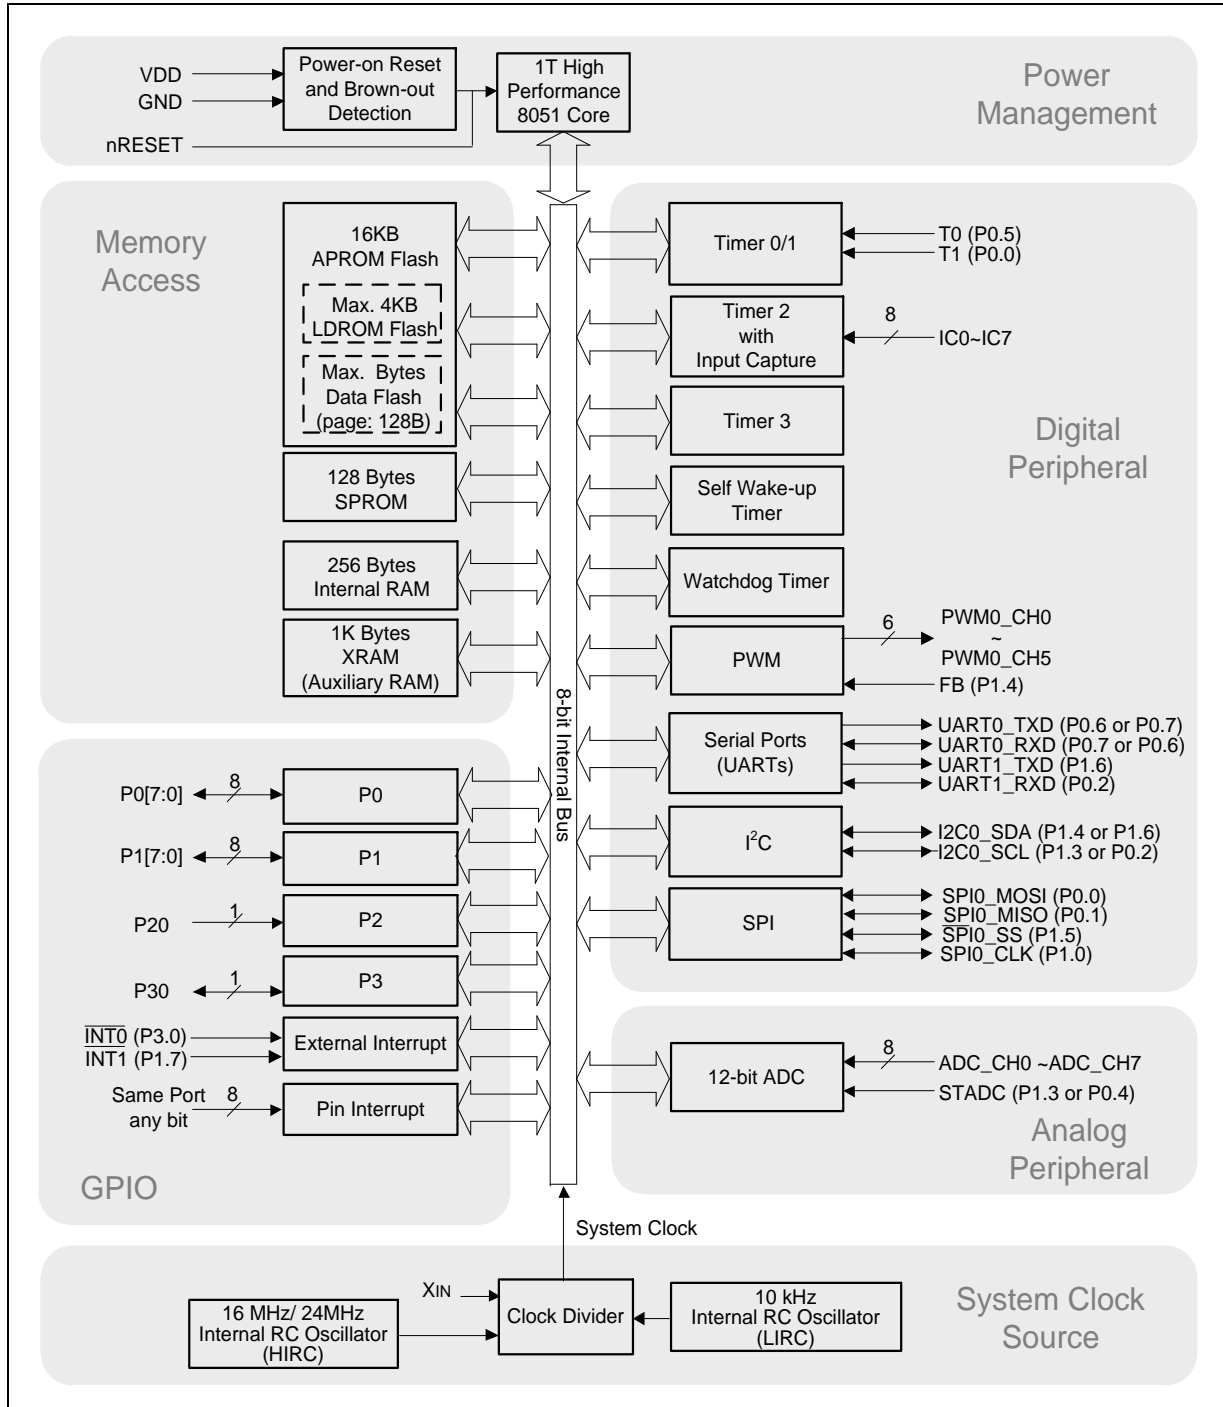 Power Management
VDD
GND
nRESET
Power-on Reset
and Brown-out
Detection
1T High
Performance
8051 Core
Memory
Access
16KB
APROM Flash
Max. 4KB
LDROM Flash
Max. Bytes
Data Flash
(page: 128B)
128 Bytes
SPROM
256 Bytes
Internal RAM
1K Bytes
XRAM
(Auxiliary RAM)
8-bit Internal Bus
Digital
Peripheral
Timer 0/1
T0 (P0.5)
T1 (P0.0)
Timer 2
with
Input Capture
8
IC0~IC7
Timer 3
Self Wake-up
Timer
Watchdog Timer
PWM
6
PWM0_CH0
~
PWM0_CH5
FB (P1.4)
Serial Ports
(UARTs)
UART0_TXD (P0.6 or P0.7)
UART0_RXD (P0.7 or P0.6)
UART1_TXD (P1.6)
UART1_RXD (P0.2)
I2C
I2C0_SDA (P1.4 or P1.6)
I2C0_SCL (P1.3 or P0.2)
SPI
SPI0_MOSI (P0.0)
SPI0_MISO (P0.1)
SPI0_SS (P1.5)
SPI0_CLK (P1.0)
P0[7:0]
8
P0
P1[7:0]
8
P1
P20
1
P2
P30
1
P3
INT0 (P3.0)
INT1 (P1.7)
External Interrupt
Same Port
any bit
8
Pin Interrupt
GPIO
12-bit ADC
8
ADC_CH0 ~ADC_CH7
STADC (P1.3 or P0.4)
Analog
Peripheral
System Clock
XIN
16 MHz/ 24MHz
Internal RC Oscillator
(HIRC)
Clock Divider
10 kHz
Internal RC Oscillator
(LIRC)
System Clock
Source